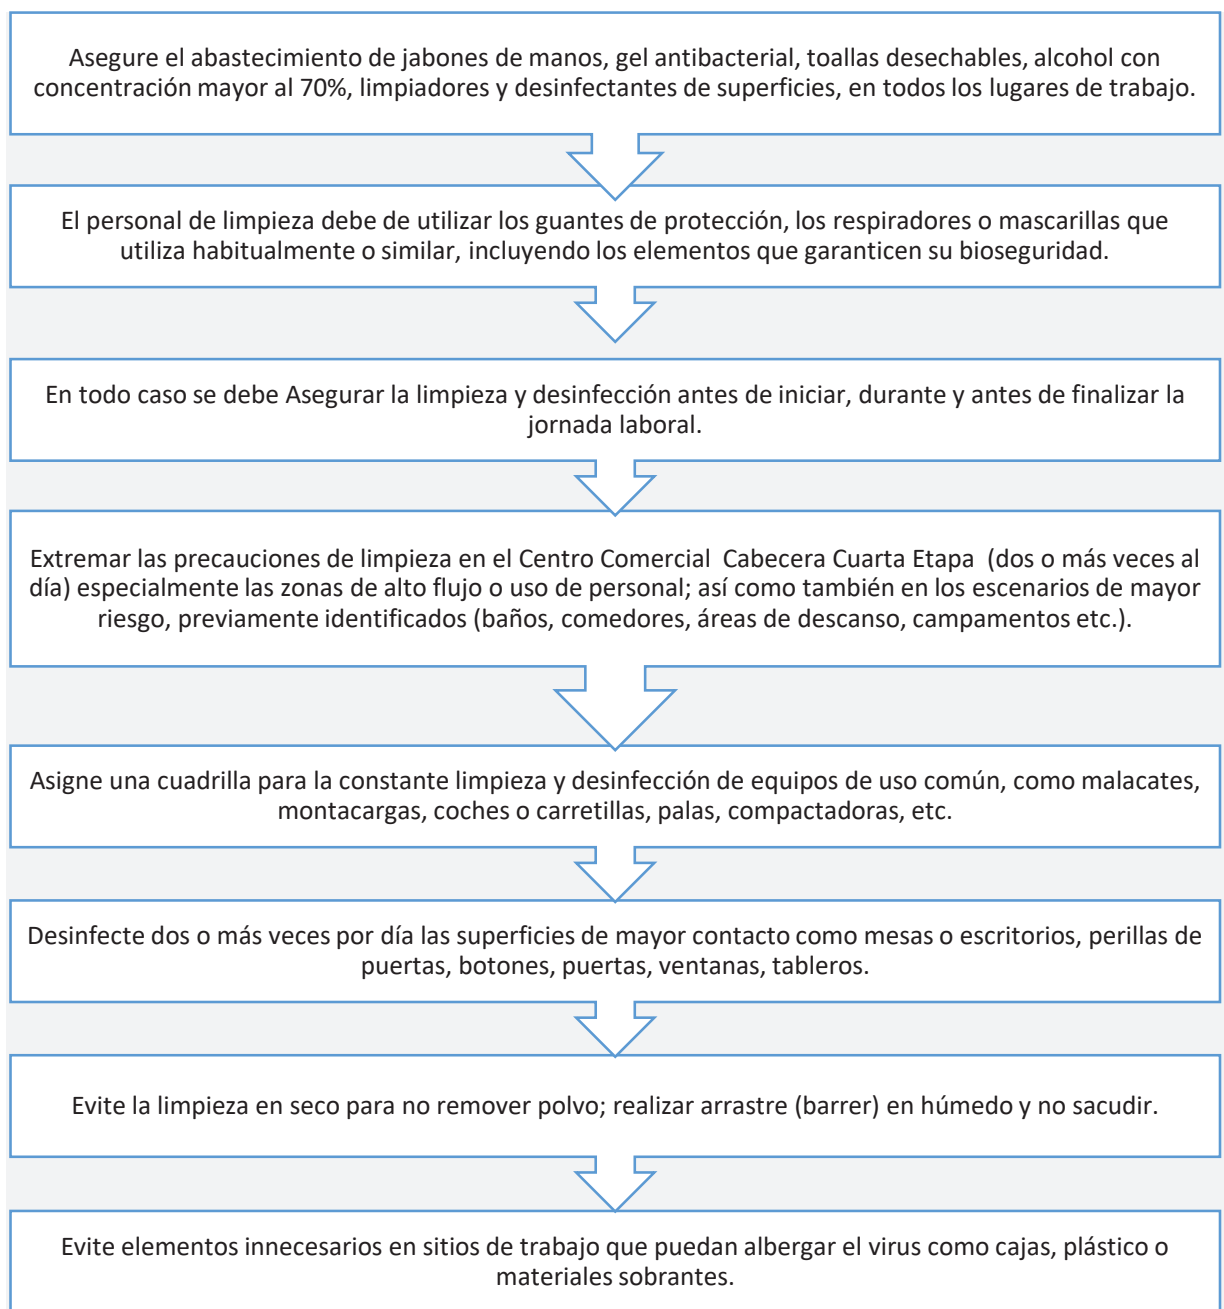 Asegure el abastecimiento de jabones de manos, gel antibacterial, toallas desechables, alcohol con
concentración mayor al 70%, limpiadores y desinfectantes de superficies, en todos los lugares de trabajo.
El personal de limpieza debe de utilizar los guantes de protección, los respiradores o mascarillas que
utiliza habitualmente o similar, incluyendo los elementos que garanticen su bioseguridad.
En todo caso se debe Asegurar la limpieza y desinfección antes de iniciar, durante y antes de finalizar la
jornada laboral.
Extremar las precauciones de limpieza en el Centro Comercial Cabecera Cuarta Etapa (dos o más veces al
día) especialmente las zonas de alto flujo o uso de personal; así como también en los escenarios de mayor
riesgo, previamente identificados (baños, comedores, áreas de descanso, campamentos etc.).
Asigne una cuadrilla para la constante limpieza y desinfección de equipos de uso común, como malacates,
montacargas, coches o carretillas, palas, compactadoras, etc.
Desinfecte dos o más veces por día las superficies de mayor contacto como mesas o escritorios, perillas de
puertas, botones, puertas, ventanas, tableros.
Evite la limpieza en seco para no remover polvo; realizar arrastre (barrer) en húmedo y no sacudir.
Evite elementos innecesarios en sitios de trabajo que puedan albergar el virus como cajas, plástico o
materiales sobrantes.